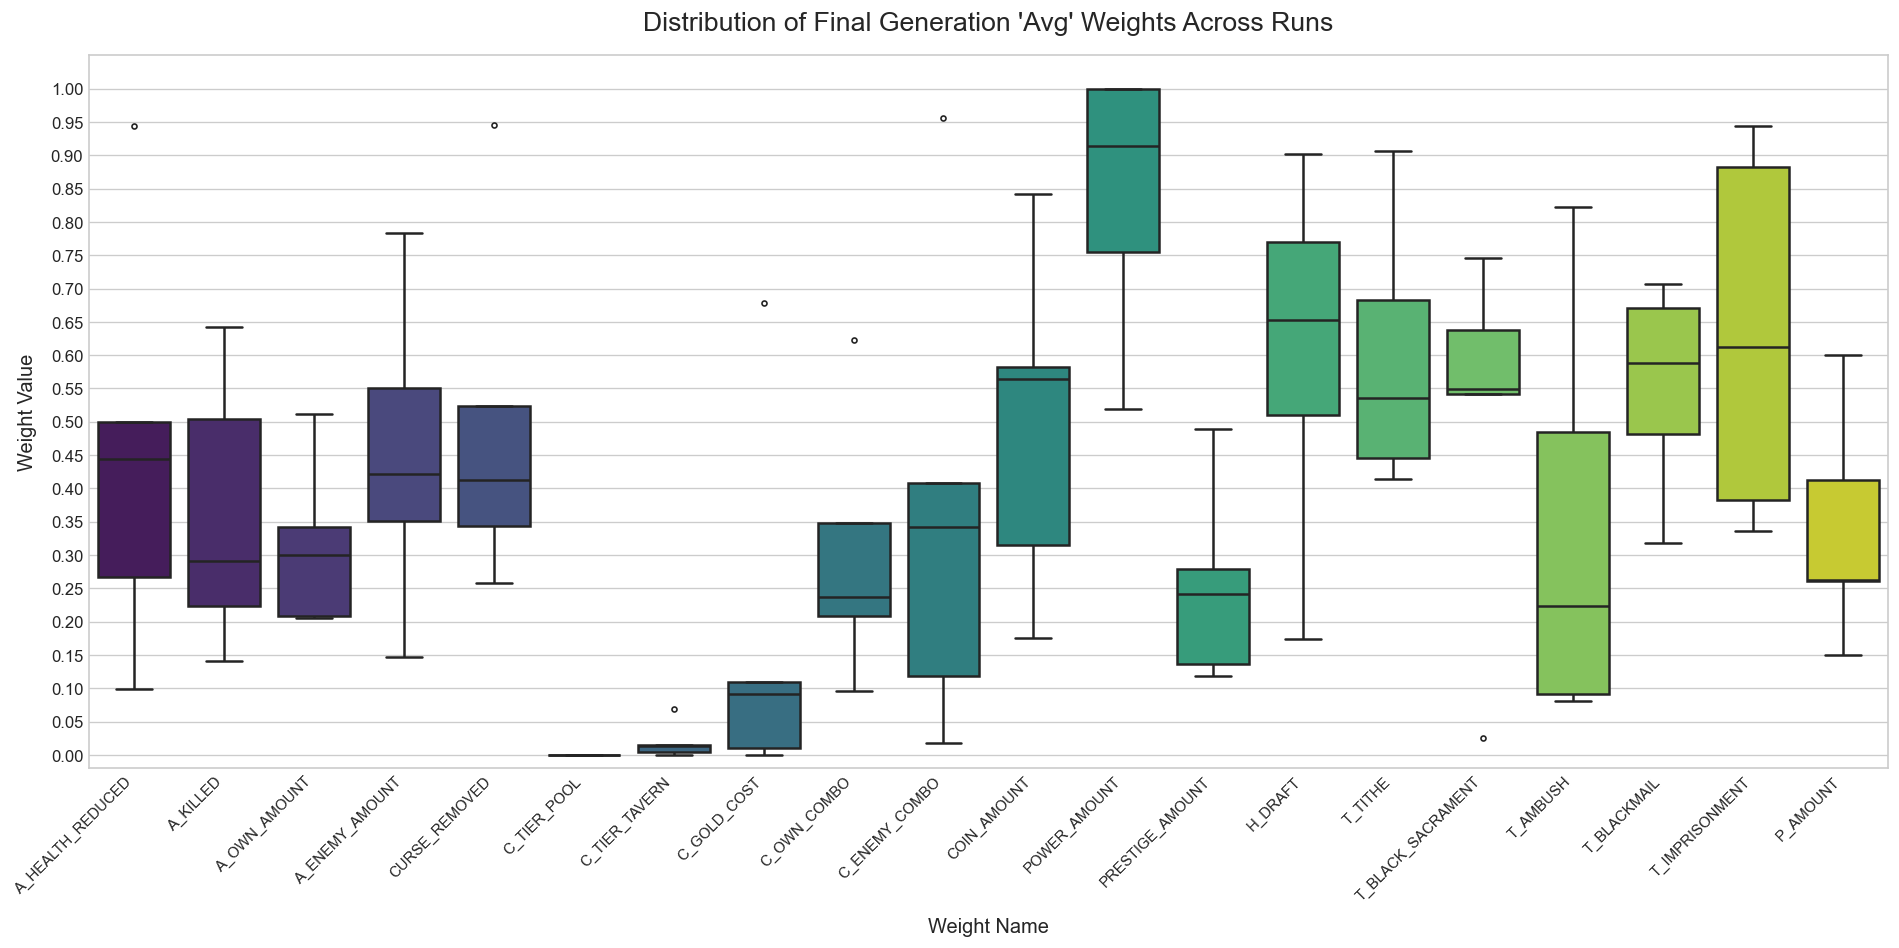 Distribution of Final Generation 'Avg' Weights Across Runs
Weight Value
1.00
0.95
0.90
0.85
0.80
0.75
0.70
0.65
0.60
0.55
0.50
0.45
0.40
0.35
0.30
0.25
0.20
0.15
0.10
0.05
0.00
A_HEALTH_REDUCED
A_KILLED
A_OWN_AMOUNT
A_ENEMY_AMOUNT
CURSE_REMOVED
C_TIER_POOL
C_TIER_TAVERN
C_GOLD_COST
C_OWN_COMBO
C_ENEMY_COMBO
COIN_AMOUNT
POWER_AMOUNT
PRESTIGE_AMOUNT
H_DRAFT
T_TITHE
T_BLACK_SACRAMENT
T_AMBUSH
T_BLACKMAIL
T_IMPRISONMENT
P_AMOUNT
Weight Name